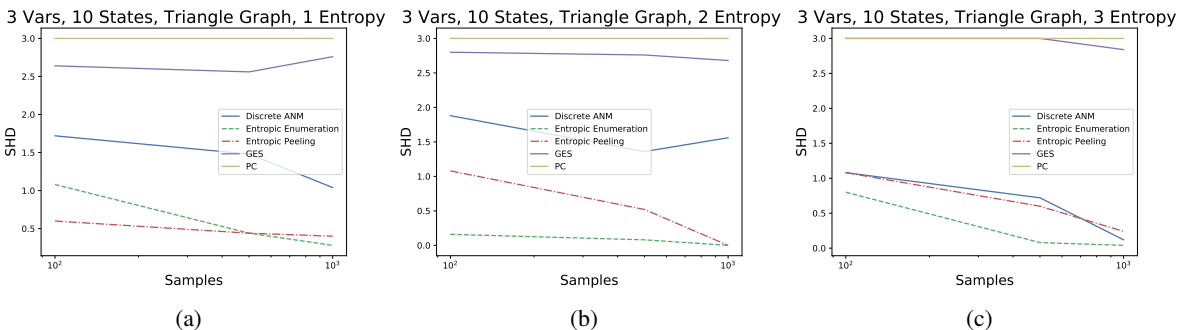 3 Vars, 10 States, Triangle Graph, 1 Entropy
3.0
2.5
2.0
1.5
1.0
0.5
SHD
Discrete ANM
Entropic Enumeration
Entropic Peeling
GES
PC
10²
10³
Samples
(a)
3 Vars, 10 States, Triangle Graph, 2 Entropy
3.0
2.5
2.0
1.5
1.0
0.5
0.0
SHD
Discrete ANM
Entropic Enumeration
Entropic Peeling
GES
PC
10²
10³
Samples
(b)
3 Vars, 10 States, Triangle Graph, 3 Entropy
3.0
2.5
2.0
1.5
1.0
0.5
0.0
SHD
Discrete ANM
Entropic Enumeration
Entropic Peeling
GES
PC
10²
10³
Samples
(c)